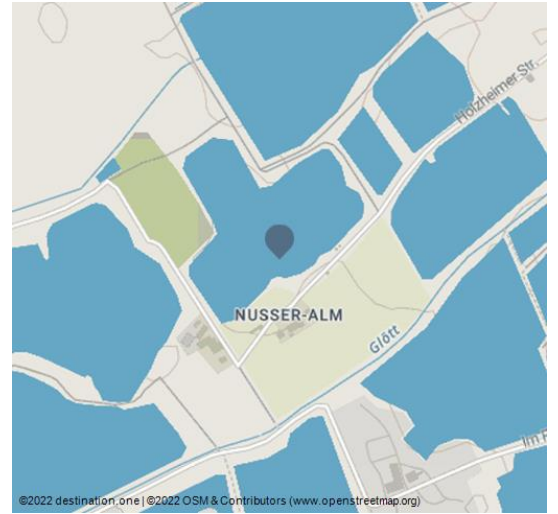 Holzheimer Str.
NUSSER-ALM
Glött
©2022 destination.one | ©2022 OSM & Contributors (www.openstreetmap.org)